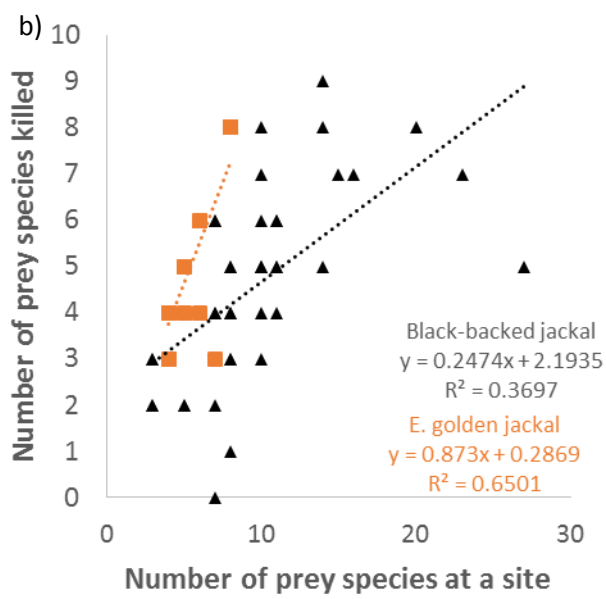 b)
Number of prey species killed
10
9
8
7
6
5
4
3
2
1
0
Black-backed jackal
y = 0.2474x + 2.1935
R² = 0.3697
E. golden jackal
y = 0.873x + 0.2869
R² = 0.6501
0 10 20 30
Number of prey species at a site